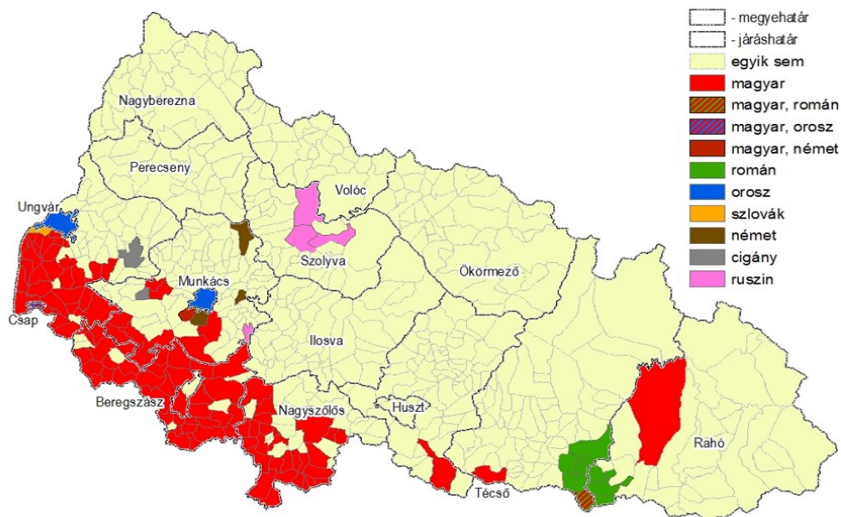 - megyehatár
- járáshatár
egyik sem
magyar
magyar, román
magyar, orosz
magyar, német
román
orosz
szlovák
német
cigány
ruszin
Nagyberezna
Perecseny
Volóc
Ungvár
Szolyva
Ökörmező
Munkács
Csap
Ilosva
Beregszász
Nagyszőlős
Huszt
Rahó
Técső